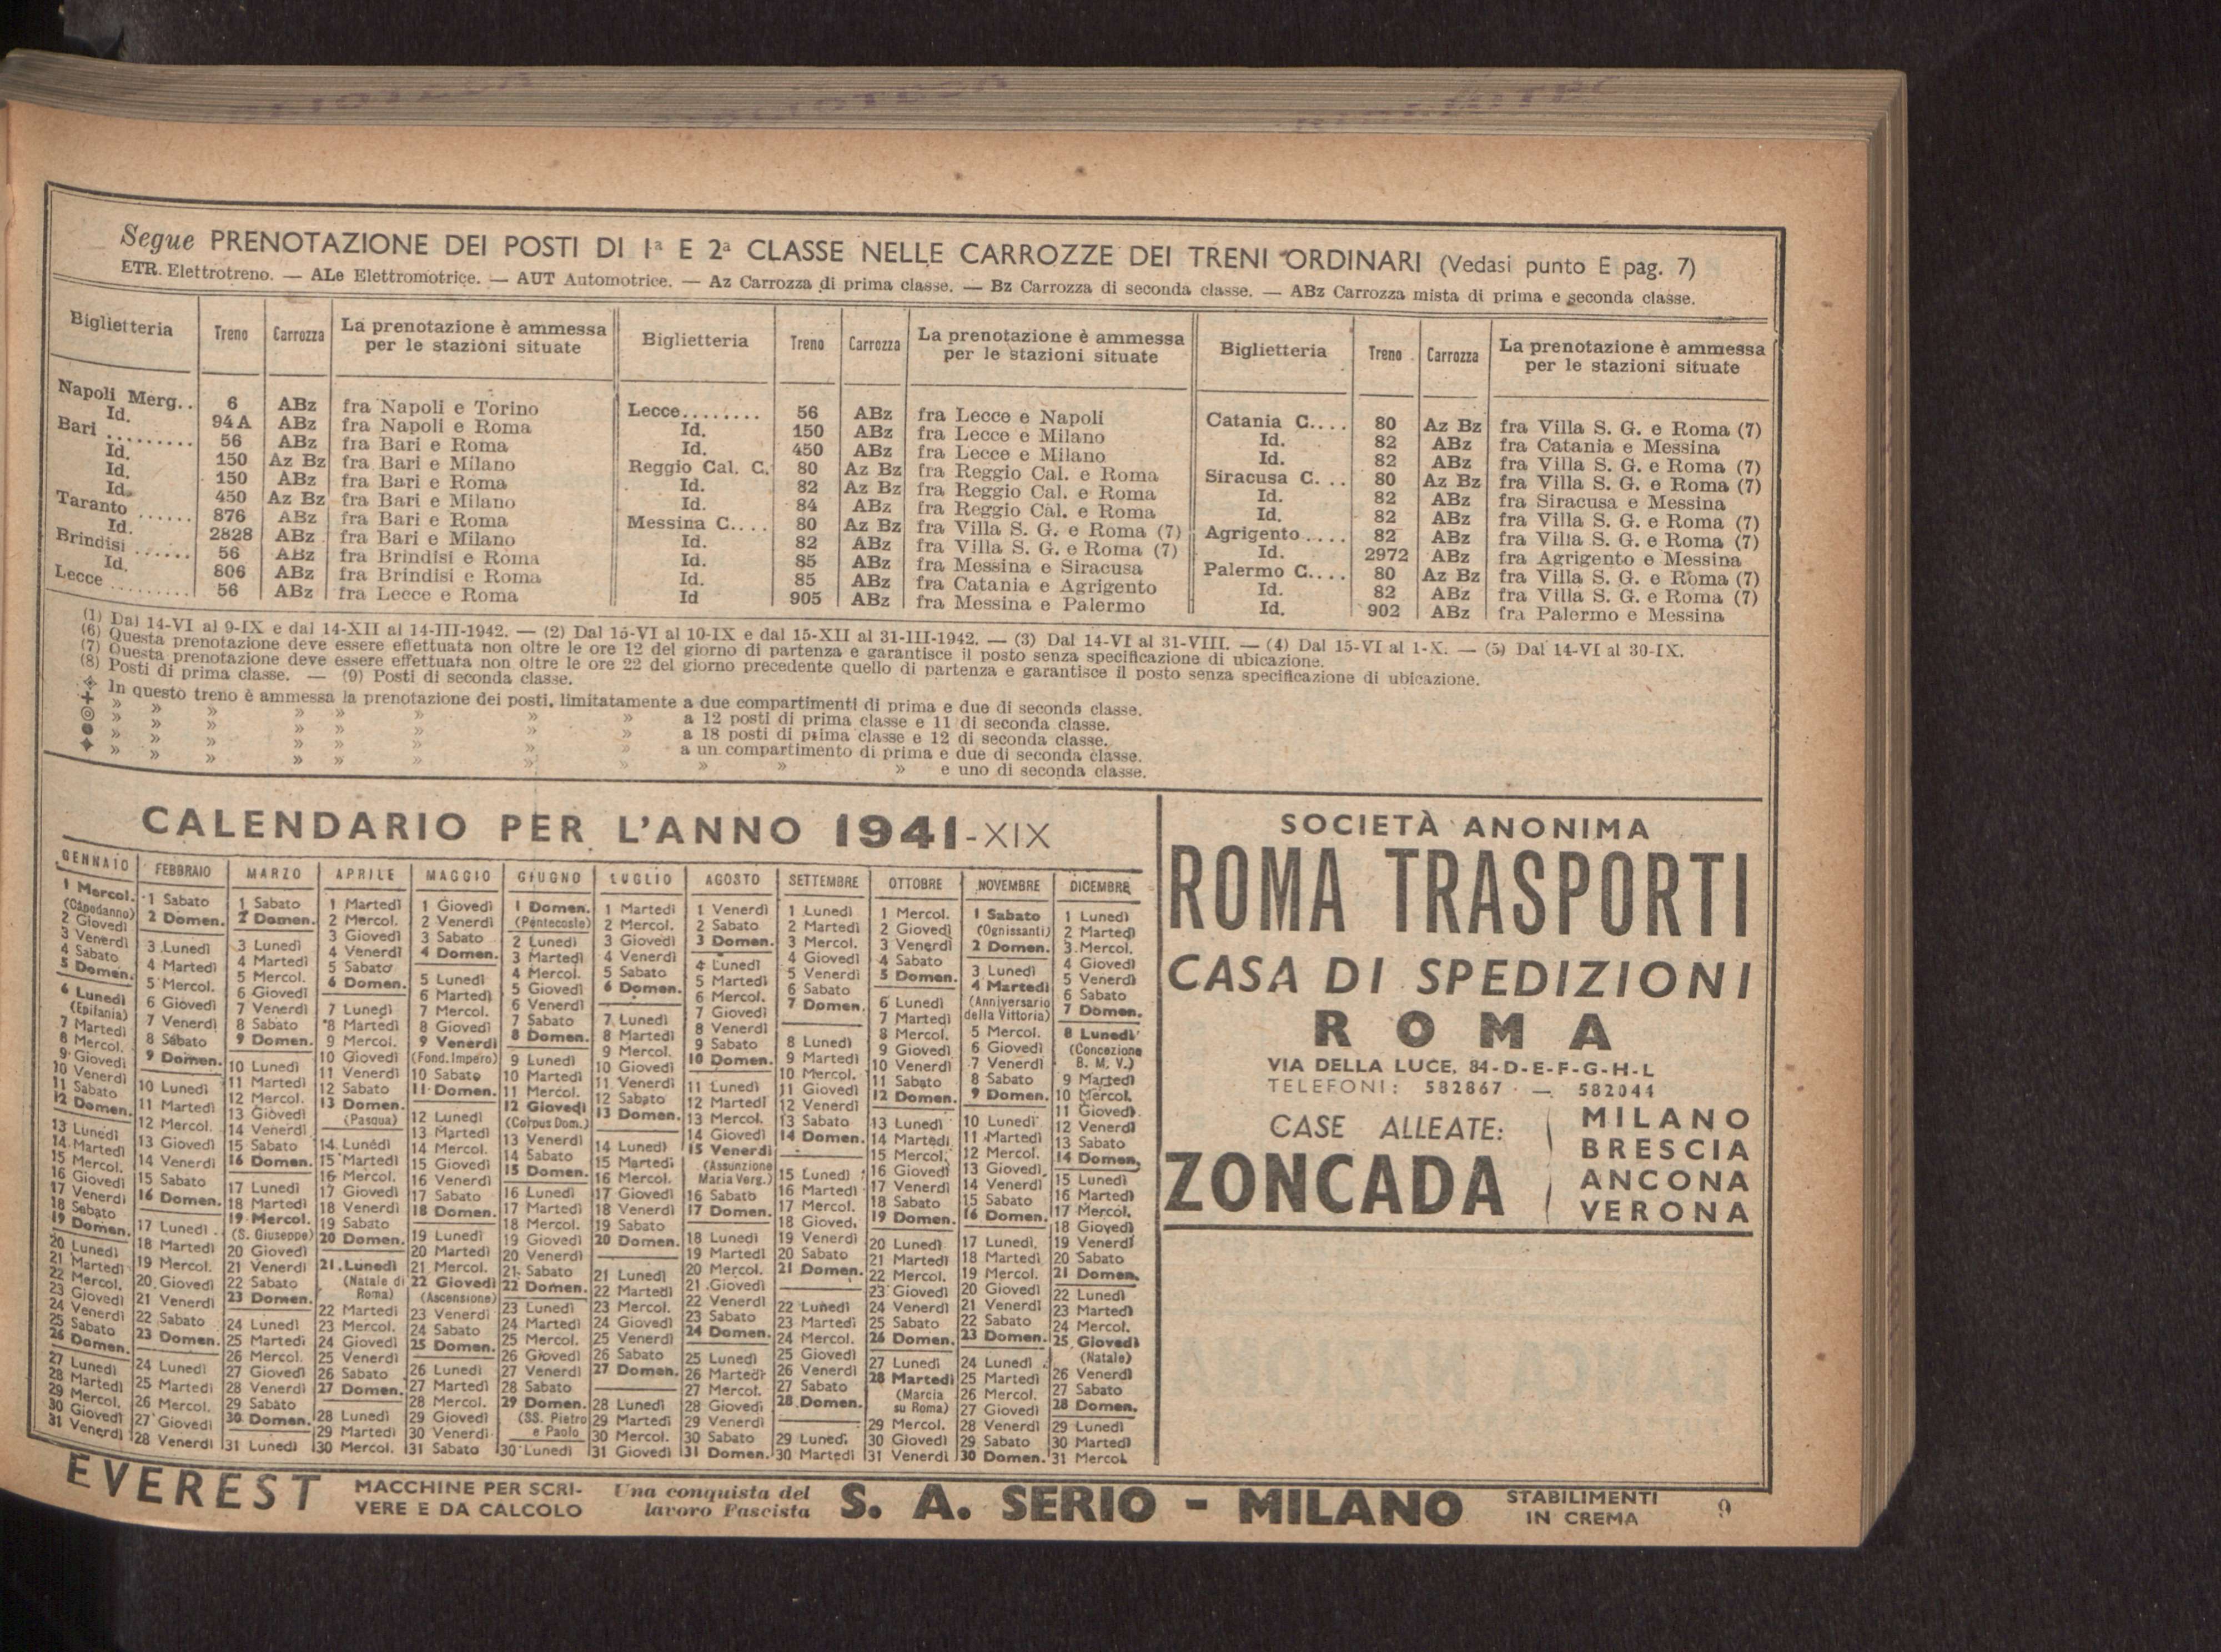 BIBLIOTECA
BIBLIOTECA
Segue PRENOTAZIONE DEI POSTI DI 1ª E 2ª CLASSE NELLE CARROZZE DEI TRENI ORDINARI (Vedasi punto E pag. 7)
ETR. Elettrotreno. — ALe Elettromotrice. — AUT Automotrice. — Az Carrozza di prima classe. — Bz Carrozza di seconda classe. — ABz Carrozza mista di prima e seconda classe.
Biglietteria Treno Carrozza La prenotazione è ammessa
per le stazioni situate
Napoli Merg.. 6 ABz fra Napoli e Torino
Id. 94A ABz fra Napoli e Roma
Bari ......... 56 ABz fra Bari e Roma
Id. 150 Az Bz fra Bari e Milano
Id. 150 ABz fra Bari e Roma
Id. 450 Az Bz fra Bari e Milano
Taranto ...... 876 ABz fra Bari e Roma
Id. 2828 ABz fra Bari e Milano
Brindisi ...... 56 ABz fra Brindisi e Roma
Id. 806 ABz fra Brindisi e Roma
Lecce .......... 56 ABz fra Lecce e Roma
Biglietteria Treno Carrozza La prenotazione è ammessa
per le stazioni situate
Lecce........ 56 ABz fra Lecce e Napoli
Id. 150 ABz fra Lecce e Milano
Id. 450 ABz fra Lecce e Milano
Reggio Cal. C. 80 Az Bz fra Reggio Cal. e Roma
Id. 82 Az Bz fra Reggio Cal. e Roma
Id. 84 ABz fra Reggio Cal. e Roma
Messina C.... 80 Az Bz fra Villa S. G. e Roma (7)
Id. 82 ABz fra Villa S. G. e Roma (7)
Id. 85 ABz fra Messina e Siracusa
Id. 85 ABz fra Catania e Agrigento
Id 905 ABz fra Messina e Palermo
Biglietteria Treno Carrozza La prenotazione è ammessa
per le stazioni situate
Catania C.... 80 Az Bz fra Villa S. G. e Roma (7)
Id. 82 ABz fra Catania e Messina
Id. 82 ABz fra Villa S. G. e Roma (7)
Siracusa C. ... 80 Az Bz fra Villa S. G. e Roma (7)
Id. 82 ABz fra Siracusa e Messina
Id. 82 ABz fra Villa S. G. e Roma (7)
Agrigento.... 82 ABz fra Villa S. G. e Roma (7)
Id. 2972 ABz fra Agrigento e Messina
Palermo C.... 80 Az Bz fra Villa S. G. e Roma (7)
Id. 82 ABz fra Villa S. G. e Roma (7)
Id. 902 ABz fra Palermo e Messina
(1) Dal 14-VI al 9-IX e dal 14-XII al 14-III-1942. — (2) Dal 15-VI al 10-IX e dal 15-XII al 31-III-1942. — (3) Dal 14-VI al 31-VIII. — (4) Dal 15-VI al 1-X. — (5) Dal 14-VI al 30-IX.
(6) Questa prenotazione deve essere effettuata non oltre le ore 12 del giorno di partenza e garantisce il posto senza specificazione di ubicazione.
(7) Questa prenotazione deve essere effettuata non oltre le ore 22 del giorno precedente quello di partenza e garantisce il posto senza specificazione di ubicazione.
(8) Posti di prima classe. — (9) Posti di seconda classe.
✧ In questo treno è ammessa la prenotazione dei posti, limitatamente a due compartimenti di prima e due di seconda classe.
+ » » » » » » » » a 12 posti di prima classe e 11 di seconda classe.
◎ » » » » » » » » a 18 posti di prima classe e 12 di seconda classe.
● » » » » » » » » a un compartimento di prima e due di seconda classe.
✦ » » » » » » » » » » » e uno di seconda classe.
CALENDARIO PER L'ANNO 1941-XIX
GENNAIO
1 Mercol.
(Capodanno)
2 Giovedì
3 Venerdì
4 Sabato
5 Domen.
6 Lunedì
(Epifania)
7 Martedì
8 Mercol.
9 Giovedì
10 Venerdì
11 Sabato
12 Domen.
13 Lunedì
14 Martedì
15 Mercol.
16 Giovedì
17 Venerdì
18 Sabato
19 Domen.
20 Lunedì
21 Martedì
22 Mercol.
23 Giovedì
24 Venerdì
25 Sabato
26 Domen.
27 Lunedì
28 Martedì
29 Mercol.
30 Giovedì
31 Venerdì
FEBBRAIO
1 Sabato
2 Domen.
3 Lunedì
4 Martedì
5 Mercol.
6 Giovedì
7 Venerdì
8 Sabato
9 Domen.
10 Lunedì
11 Martedì
12 Mercol.
13 Giovedì
14 Venerdì
15 Sabato
16 Domen.
17 Lunedì
18 Martedì
19 Mercol.
20 Giovedì
21 Venerdì
22 Sabato
23 Domen.
24 Lunedì
25 Martedì
26 Mercol.
27 Giovedì
28 Venerdì
MARZO
1 Sabato
2 Domen.
3 Lunedì
4 Martedì
5 Mercol.
6 Giovedì
7 Venerdì
8 Sabato
9 Domen.
10 Lunedì
11 Martedì
12 Mercol.
13 Giovedì
14 Venerdì
15 Sabato
16 Domen.
17 Lunedì
18 Martedì
19 Mercol.
(S. Giuseppe)
20 Giovedì
21 Venerdì
22 Sabato
23 Domen.
24 Lunedì
25 Martedì
26 Mercol.
27 Giovedì
28 Venerdì
29 Sabato
30 Domen.
31 Lunedì
APRILE
1 Martedì
2 Mercol.
3 Giovedì
4 Venerdì
5 Sabato
6 Domen.
7 Lunedì
8 Martedì
9 Mercol.
10 Giovedì
11 Venerdì
12 Sabato
13 Domen.
(Pasqua)
14 Lunedì
15 Martedì
16 Mercol.
17 Giovedì
18 Venerdì
19 Sabato
20 Domen.
21 Lunedì
(Natale di
Roma)
22 Martedì
23 Mercol.
24 Giovedì
25 Venerdì
26 Sabato
27 Domen.
28 Lunedì
29 Martedì
30 Mercol.
MAGGIO
1 Giovedì
2 Venerdì
3 Sabato
4 Domen.
5 Lunedì
6 Martedì
7 Mercol.
8 Giovedì
9 Venerdì
(Fond. Impero)
10 Sabato
11 Domen.
12 Lunedì
13 Martedì
14 Mercol.
15 Giovedì
16 Venerdì
17 Sabato
18 Domen.
19 Lunedì
20 Martedì
21 Mercol.
22 Giovedì
(Ascensione)
23 Venerdì
24 Sabato
25 Domen.
26 Lunedì
27 Martedì
28 Mercol.
29 Giovedì
30 Venerdì
31 Sabato
GIUGNO
1 Domen.
(Pentecoste)
2 Lunedì
3 Martedì
4 Mercol.
5 Giovedì
6 Venerdì
7 Sabato
8 Domen.
9 Lunedì
10 Martedì
11 Mercol.
12 Giovedì
(Corpus Dom.)
13 Venerdì
14 Sabato
15 Domen.
16 Lunedì
17 Martedì
18 Mercol.
19 Giovedì
20 Venerdì
21 Sabato
22 Domen.
23 Lunedì
24 Martedì
25 Mercol.
26 Giovedì
27 Venerdì
28 Sabato
29 Domen.
(SS. Pietro
e Paolo
30 Lunedì
LUGLIO
1 Martedì
2 Mercol.
3 Giovedì
4 Venerdì
5 Sabato
6 Domen.
7 Lunedì
8 Martedì
9 Mercol.
10 Giovedì
11 Venerdì
12 Sabato
13 Domen.
14 Lunedì
15 Martedì
16 Mercol.
17 Giovedì
18 Venerdì
19 Sabato
20 Domen.
21 Lunedì
22 Martedì
23 Mercol.
24 Giovedì
25 Venerdì
26 Sabato
27 Domen.
28 Lunedì
29 Martedì
30 Mercol.
31 Giovedì
AGOSTO
1 Venerdì
2 Sabato
3 Domen.
4 Lunedì
5 Martedì
6 Mercol.
7 Giovedì
8 Venerdì
9 Sabato
10 Domen.
11 Lunedì
12 Martedì
13 Mercol.
14 Giovedì
15 Venerdì
(Assunzione
Maria Verg.)
16 Sabato
17 Domen.
18 Lunedì
19 Martedì
20 Mercol.
21 Giovedì
22 Venerdì
23 Sabato
24 Domen.
25 Lunedì
26 Martedì
27 Mercol.
28 Giovedì
29 Venerdì
30 Sabato
31 Domen.
SETTEMBRE
1 Lunedì
2 Martedì
3 Mercol.
4 Giovedì
5 Venerdì
6 Sabato
7 Domen.
8 Lunedì
9 Martedì
10 Mercol.
11 Giovedì
12 Venerdì
13 Sabato
14 Domen.
15 Lunedì
16 Martedì
17 Mercol.
18 Gioved.
19 Venerdì
20 Sabato
21 Domen.
22 Lunedì
23 Martedì
24 Mercol.
25 Giovedì
26 Venerdì
27 Sabato
28 Domen.
29 Lunedì
30 Martedì
OTTOBRE
1 Mercol.
2 Giovedì
3 Venerdì
4 Sabato
5 Domen.
6 Lunedì
7 Martedì
8 Mercol.
9 Giovedì
10 Venerdì
11 Sabato
12 Domen.
13 Lunedì
14 Martedì
15 Mercol.
16 Giovedì
17 Venerdì
18 Sabato
19 Domen.
20 Lunedì
21 Martedì
22 Mercol.
23 Giovedì
24 Venerdì
25 Sabato
26 Domen.
27 Lunedì
28 Martedì
(Marcia
su Roma)
29 Mercol.
30 Giovedì
31 Venerdì
NOVEMBRE
1 Sabato
(Ognissanti)
2 Domen.
3 Lunedì
4 Martedì
(Anniversario
della Vittoria)
5 Mercol.
6 Giovedì
7 Venerdì
8 Sabato
9 Domen.
10 Lunedì
11 Martedì
12 Mercol.
13 Giovedì
14 Venerdì
15 Sabato
16 Domen.
17 Lunedì
18 Martedì
19 Mercol.
20 Giovedì
21 Venerdì
22 Sabato
23 Domen.
24 Lunedì
25 Martedì
26 Mercol.
27 Giovedì
28 Venerdì
29 Sabato
30 Domen.
DICEMBRE
1 Lunedì
2 Martedì
3 Mercol.
4 Giovedì
5 Venerdì
6 Sabato
7 Domen.
8 Lunedì
(Concezione
B. M. V.)
9 Martedì
10 Mercol.
11 Giovedì
12 Venerdì
13 Sabato
14 Domen.
15 Lunedì
16 Martedì
17 Mercol.
18 Giovedì
19 Venerdì
20 Sabato
21 Domen.
22 Lunedì
23 Martedì
24 Mercol.
25 Giovedì
(Natale)
26 Venerdì
27 Sabato
28 Domen.
29 Lunedì
30 Martedì
31 Mercol.
SOCIETÀ ANONIMA
ROMA TRASPORTI
CASA DI SPEDIZIONI
ROMA
VIA DELLA LUCE, 84-D-E-F-G-H-L
TELEFONI: 582867 — 582044
CASE ALLEATE:
ZONCADA
MILANO
BRESCIA
ANCONA
VERONA
EVEREST
MACCHINE PER SCRI-
VERE E DA CALCOLO
Una conquista del
lavoro Fascista
S. A. SERIO - MILANO
STABILIMENTI
IN CREMA
9